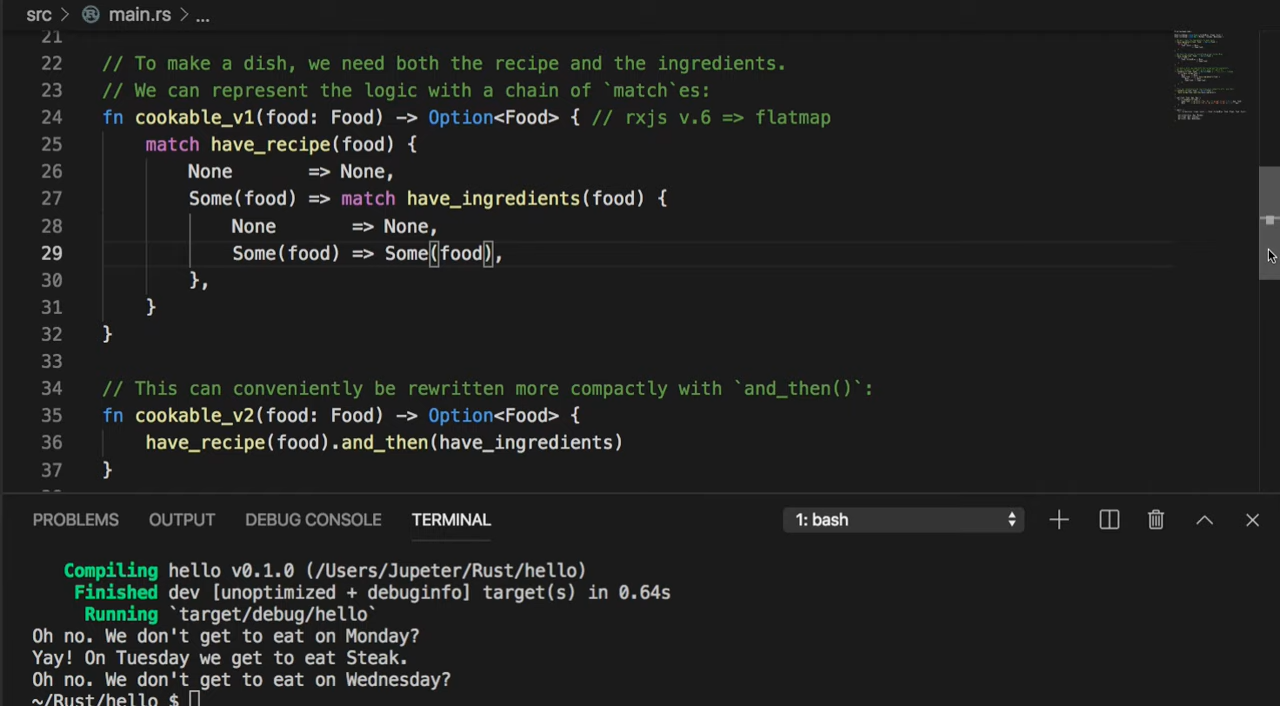 src > main.rs > ...
21
22 // To make a dish, we need both the recipe and the ingredients.
23 // We can represent the logic with a chain of `match`es:
24 fn cookable_v1(food: Food) -> Option<Food> { // rxjs v.6 => flatmap
25 match have_recipe(food) {
26 None => None,
27 Some(food) => match have_ingredients(food) {
28 None => None,
29 Some(food) => Some(food),
30 },
31 }
32 }
33
34 // This can conveniently be rewritten more compactly with `and_then()`:
35 fn cookable_v2(food: Food) -> Option<Food> {
36 have_recipe(food).and_then(have_ingredients)
37 }
PROBLEMS OUTPUT DEBUG CONSOLE TERMINAL 1: bash
Compiling hello v0.1.0 (/Users/Jupeter/Rust/hello)
Finished dev [unoptimized + debuginfo] target(s) in 0.64s
Running `target/debug/hello`
Oh no. We don't get to eat on Monday?
Yay! On Tuesday we get to eat Steak.
Oh no. We don't get to eat on Wednesday?
~/Rust/hello $